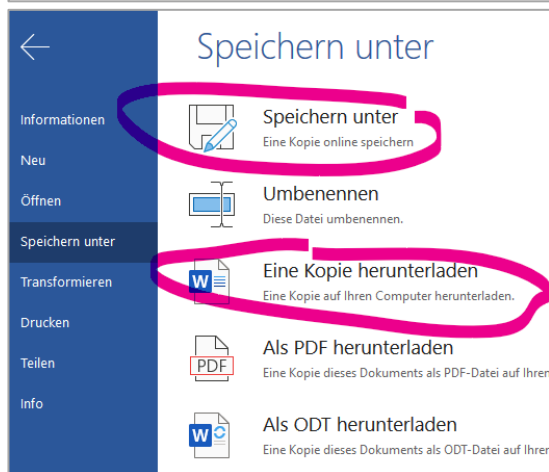 Speichern unter
Informationen
Neu
Öffnen
Speichern unter
Transformieren
Drucken
Teilen
Info
Speichern unter
Eine Kopie online speichern
Umbenennen
Diese Datei umbenennen.
W
Eine Kopie herunterladen
Eine Kopie auf Ihren Computer herunterladen.
PDF
Als PDF herunterladen
Eine Kopie dieses Dokuments als PDF-Datei auf Ihren
W
Als ODT herunterladen
Eine Kopie dieses Dokuments als ODT-Datei auf Ihren